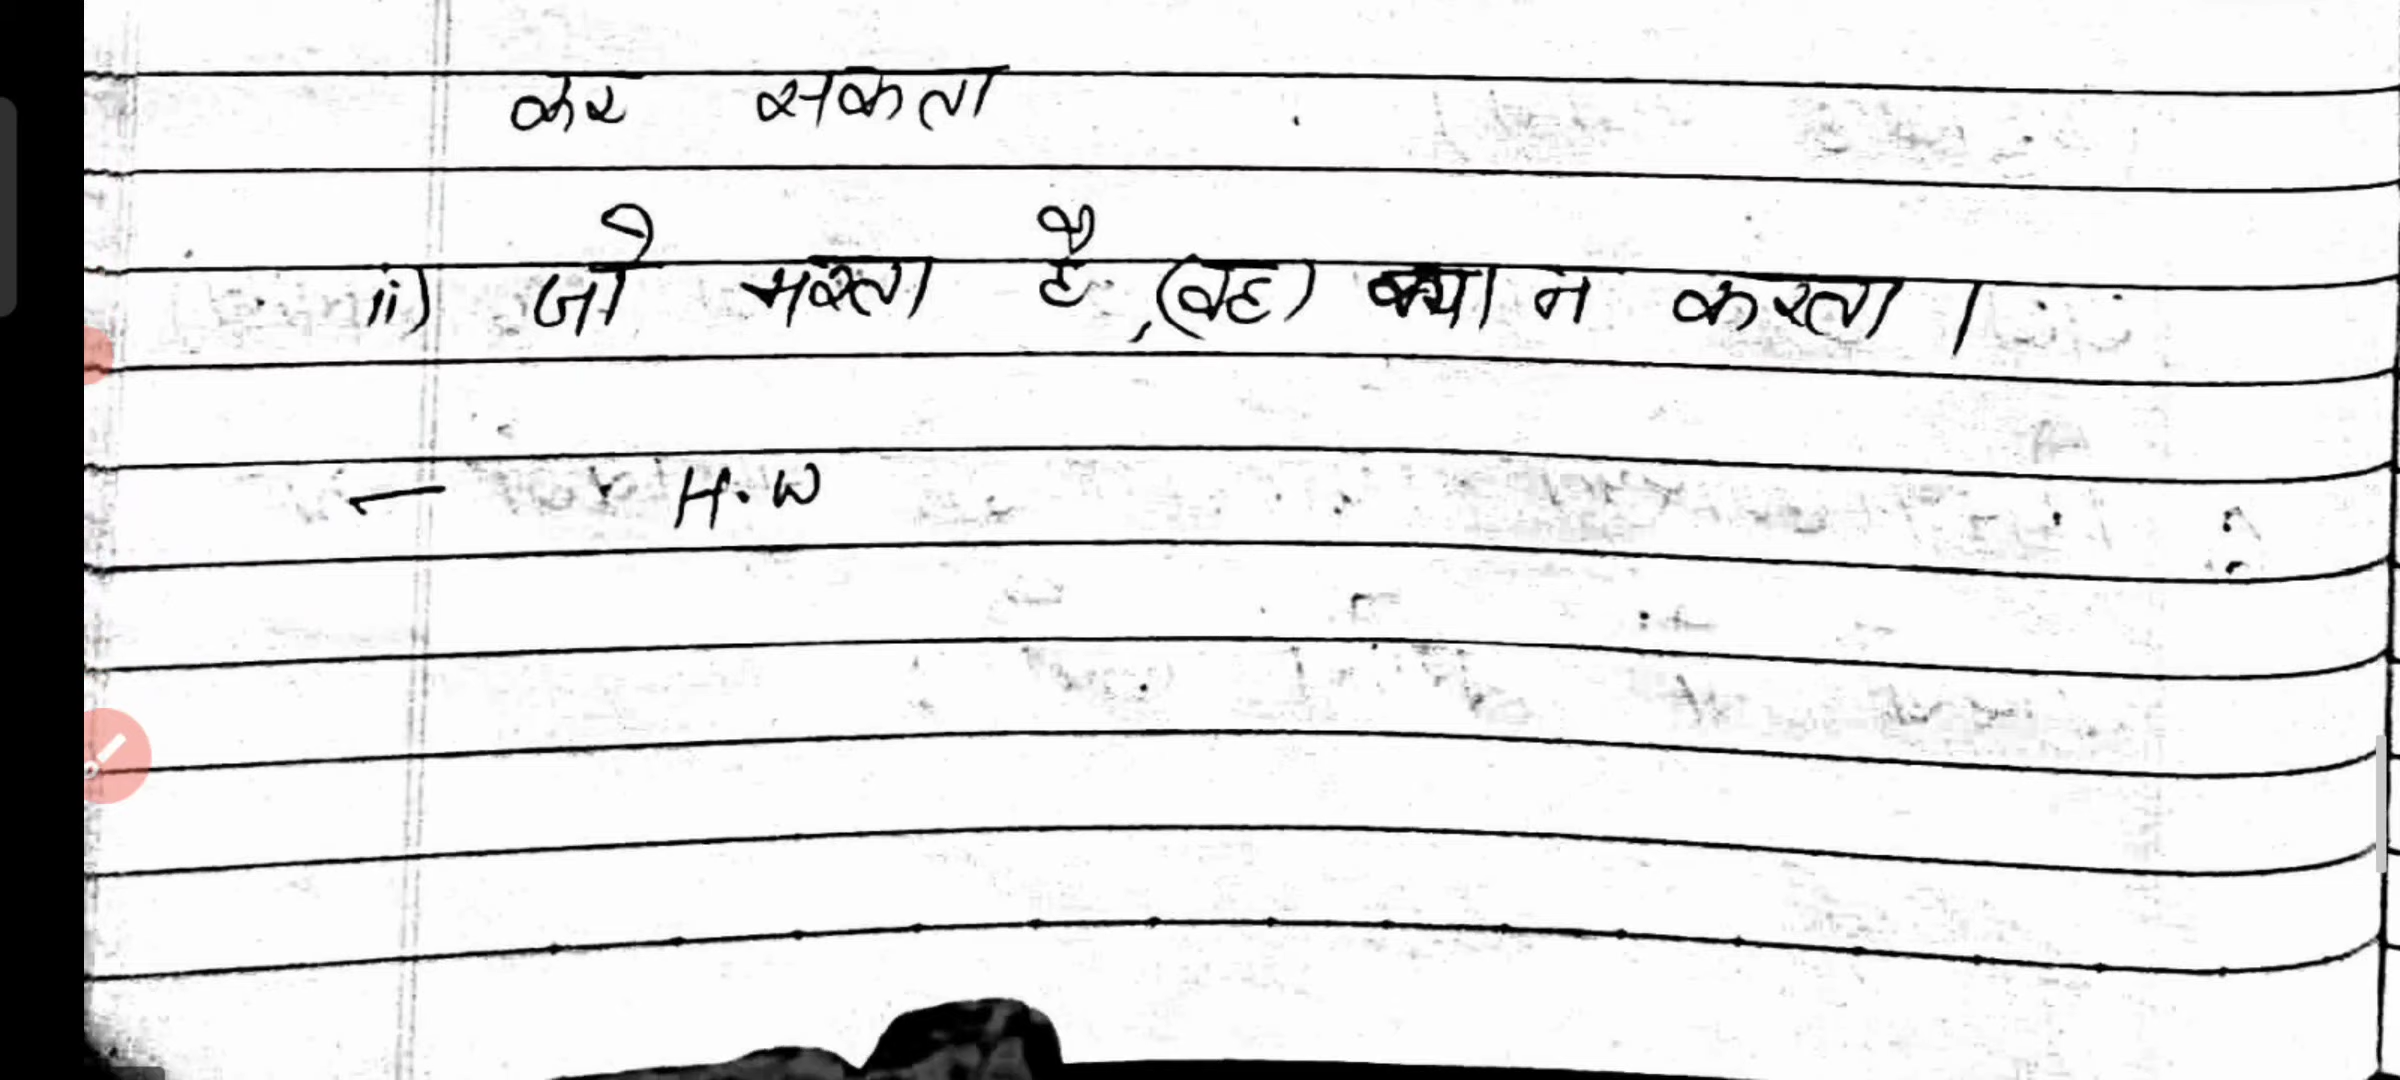 कर सकता
ii) जो मरता है, (वह) क्या न करता ।
— H.W